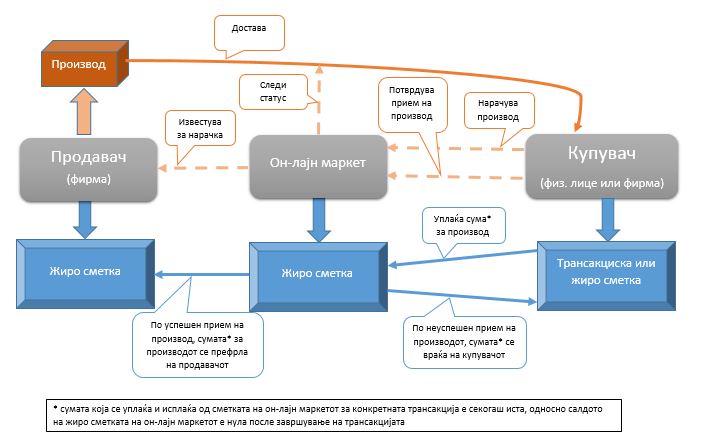 Достава
Производ
Следи
статус
Потврдува
прием на
производ
Нарачува
производ
Известува
за нарачка
Продавач
(фирма)
Он-лајн маркет
Купувач
(физ. лице или фирма)
Уплаќа сума*
за производ
Жиро сметка
Жиро сметка
Трансакциска или
жиро сметка
По успешен прием на
производ, сумата* за
производот се префрла
на продавачот
По неуспешен прием на
производот, сумата* се
враќа на купувачот
* сумата која се уплаќа и исплаќа од сметката на он-лајн маркетот за конкретната трансакција е секогаш иста, односно салдото
на жиро сметката на он-лајн маркетот е нула после завршување на трансакцијата